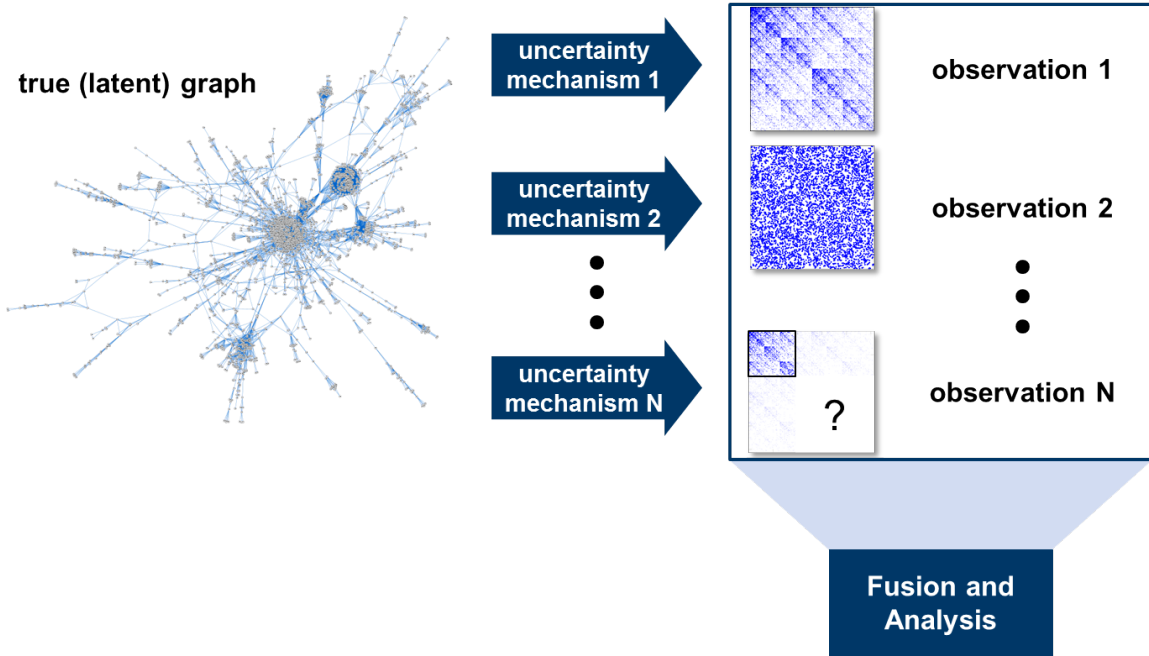 true (latent) graph
uncertainty
mechanism 1
observation 1
uncertainty
mechanism 2
observation 2
uncertainty
mechanism N
?
observation N
Fusion and
Analysis